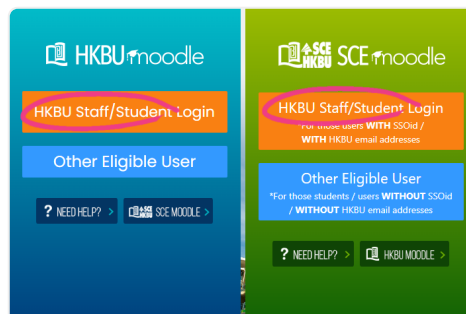 HKBU moodle
HKBU Staff/Student Login
Other Eligible User
? NEED HELP? >
SCE HKBU SCE MOODLE >
SCE HKBU SCE moodle
HKBU Staff/Student Login
*For those users WITH SSOid /
WITH HKBU email addresses
Other Eligible User
*For those students / users WITHOUT SSOid
/ WITHOUT HKBU email addresses
? NEED HELP? >
HKBU MOODLE >